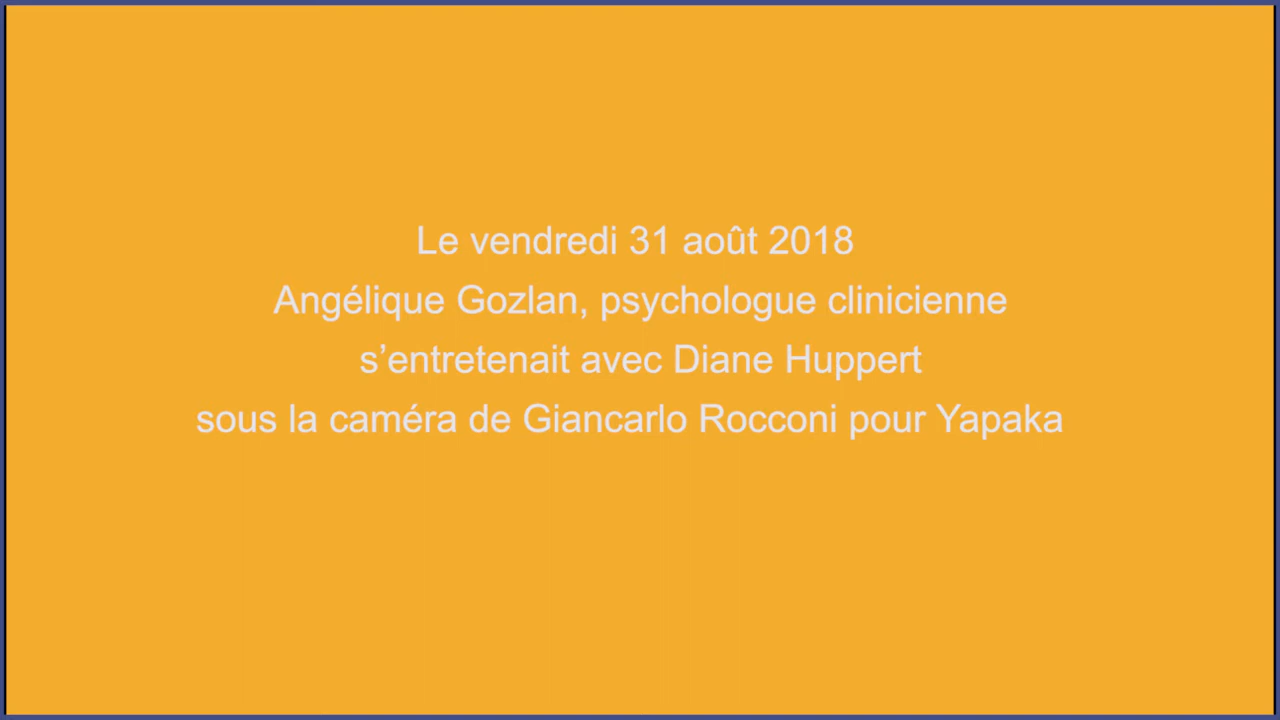 Le vendredi 31 août 2018
Angélique Gozlan, psychologue clinicienne
s’entretenait avec Diane Huppert
sous la caméra de Giancarlo Rocconi pour Yapaka